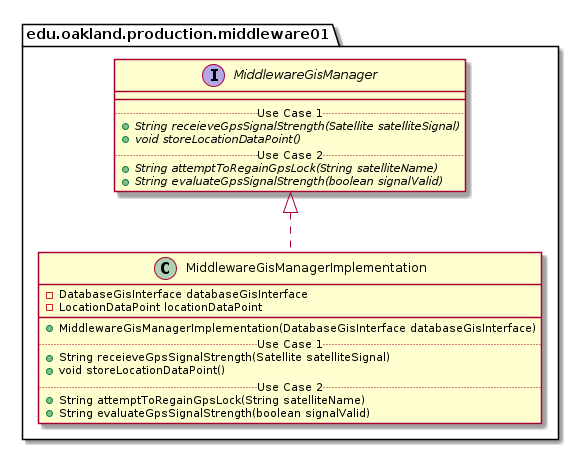 edu.oakland.production.middleware01
I MiddlewareGisManager
Use Case 1
String receieveGpsSignalStrength(Satellite satelliteSignal)
void storeLocationDataPoint()
Use Case 2
String attemptToRegainGpsLock(String satelliteName)
String evaluateGpsSignalStrength(boolean signalValid)
C MiddlewareGisManagerImplementation
DatabaseGisInterface databaseGisInterface
LocationDataPoint locationDataPoint
MiddlewareGisManagerImplementation(DatabaseGisInterface databaseGisInterface)
Use Case 1
String receieveGpsSignalStrength(Satellite satelliteSignal)
void storeLocationDataPoint()
Use Case 2
String attemptToRegainGpsLock(String satelliteName)
String evaluateGpsSignalStrength(boolean signalValid)